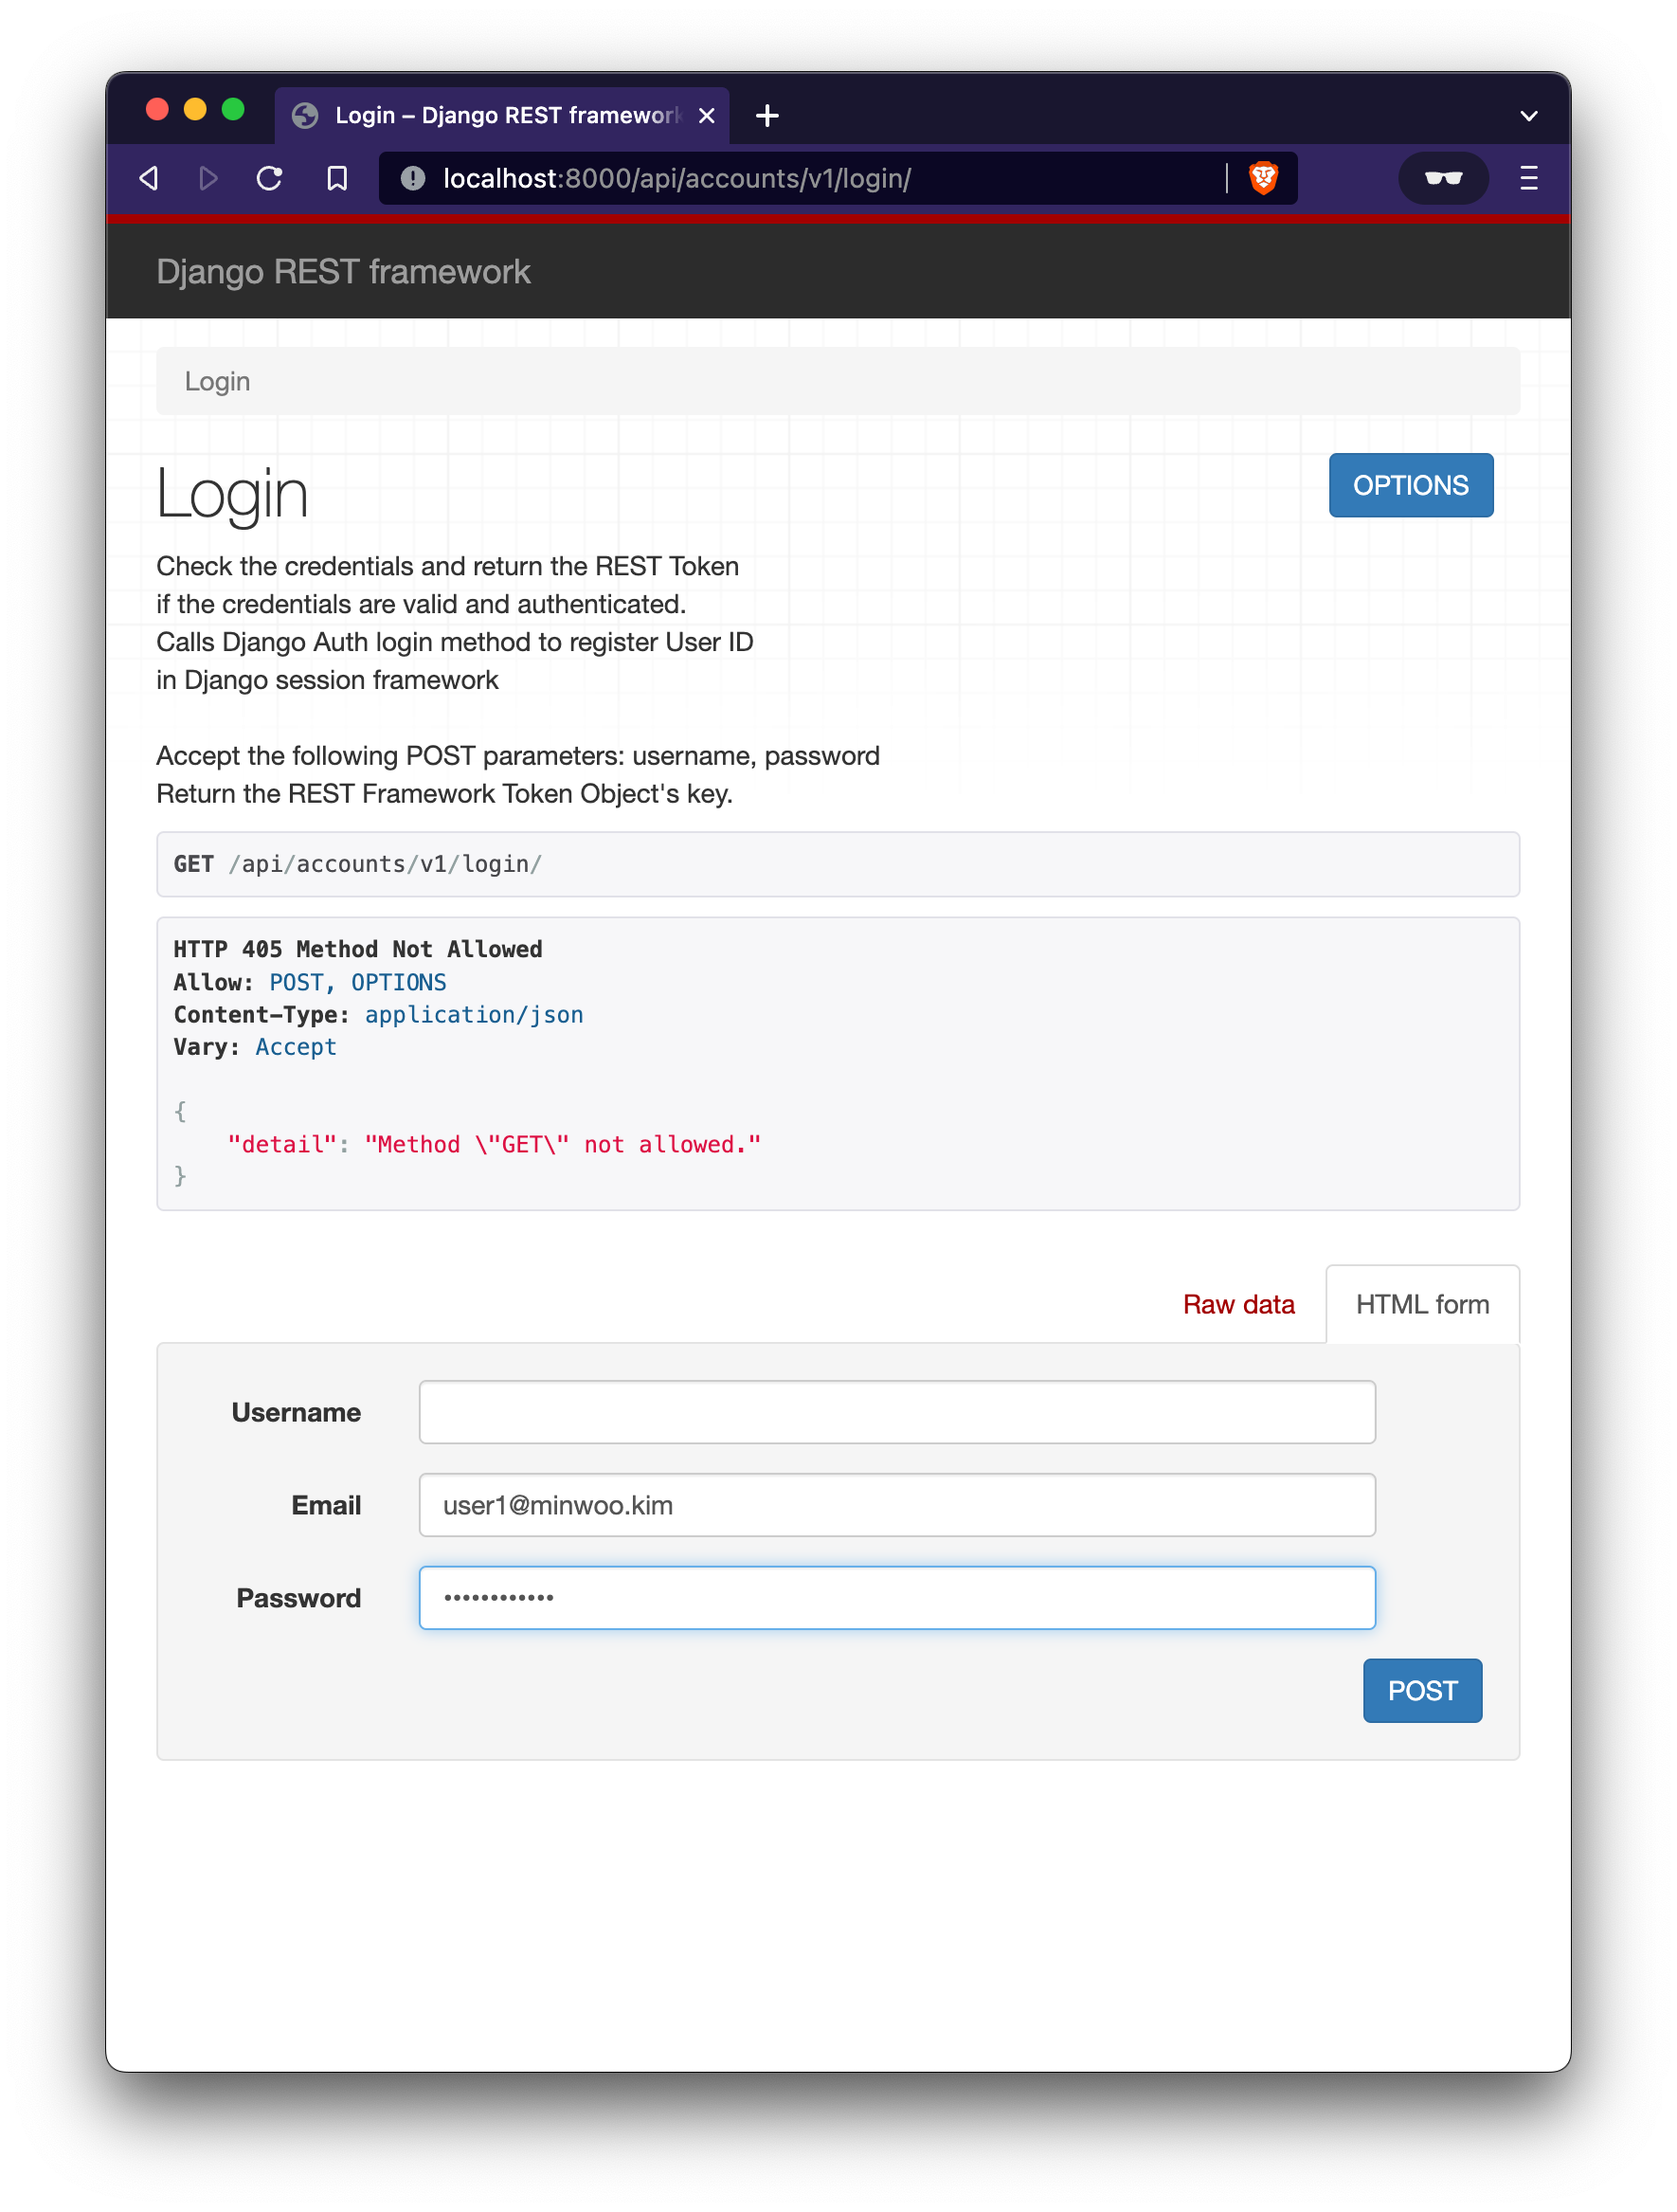 Login – Django REST framework
localhost:8000/api/accounts/v1/login/
Django REST framework
Login
Login
OPTIONS
Check the credentials and return the REST Token
if the credentials are valid and authenticated.
Calls Django Auth login method to register User ID
in Django session framework
Accept the following POST parameters: username, password
Return the REST Framework Token Object's key.
GET /api/accounts/v1/login/
HTTP 405 Method Not Allowed
Allow: POST, OPTIONS
Content-Type: application/json
Vary: Accept
{
"detail": "Method \"GET\" not allowed."
}
Raw data HTML form
Username
Email user1@minwoo.kim
Password ••••••••••••
POST